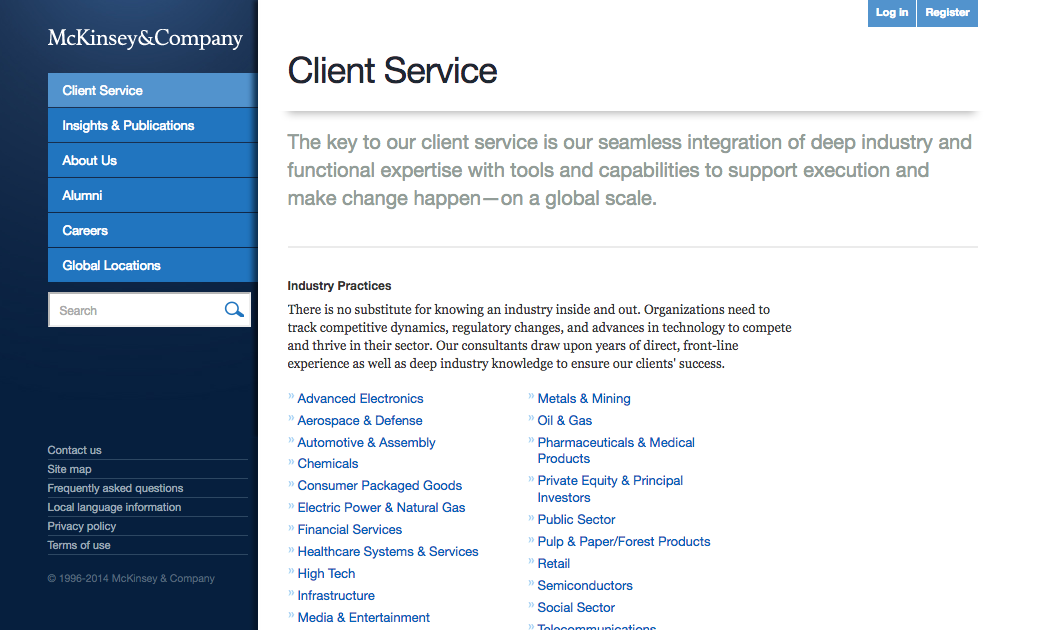 McKinsey&Company
Client Service
Insights & Publications
About Us
Alumni
Careers
Global Locations
Search
Contact us
Site map
Frequently asked questions
Local language information
Privacy policy
Terms of use
© 1996-2014 McKinsey & Company
Log in
Register
Client Service
The key to our client service is our seamless integration of deep industry and
functional expertise with tools and capabilities to support execution and
make change happen—on a global scale.
Industry Practices
There is no substitute for knowing an industry inside and out. Organizations need to
track competitive dynamics, regulatory changes, and advances in technology to compete
and thrive in their sector. Our consultants draw upon years of direct, front-line
experience as well as deep industry knowledge to ensure our clients' success.
» Advanced Electronics
» Aerospace & Defense
» Automotive & Assembly
» Chemicals
» Consumer Packaged Goods
» Electric Power & Natural Gas
» Financial Services
» Healthcare Systems & Services
» High Tech
» Infrastructure
» Media & Entertainment
» Metals & Mining
» Oil & Gas
» Pharmaceuticals & Medical
Products
» Private Equity & Principal
Investors
» Public Sector
» Pulp & Paper/Forest Products
» Retail
» Semiconductors
» Social Sector
» Telecommunications